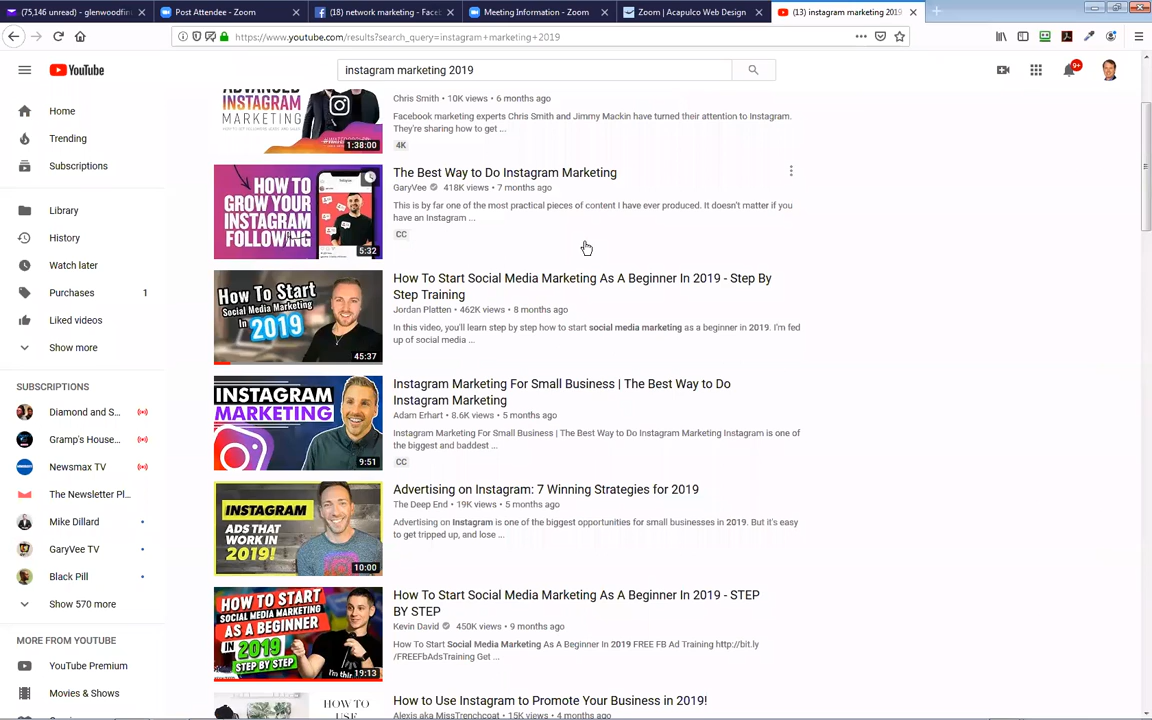 (75,146 unread) - glenwoodfin
Post Attendee - Zoom
(18) network marketing - Face
Meeting Information - Zoom
Zoom | Acapulco Web Design
(13) instagram marketing 2019
https://www.youtube.com/results?search_query=instagram+marketing+2019
YouTube
instagram marketing 2019
9+
Home
Trending
Subscriptions
Library
History
Watch later
Purchases 1
Liked videos
Show more
SUBSCRIPTIONS
Diamond and S...
Gramp's House...
Newsmax TV
The Newsletter Pl...
Mike Dillard
GaryVee TV
Black Pill
Show 570 more
MORE FROM YOUTUBE
YouTube Premium
Movies & Shows
ADVANCED
INSTAGRAM
MARKETING
1:38:00
Chris Smith • 10K views • 6 months ago
Facebook marketing experts Chris Smith and Jimmy Mackin have turned their attention to Instagram.
They're sharing how to get ...
4K
HOW TO
GROW YOUR
INSTAGRAM
FOLLOWING
5:32
The Best Way to Do Instagram Marketing
GaryVee 418K views • 7 months ago
This is by far one of the most practical pieces of content I have ever produced. It doesn't matter if you
have an Instagram ...
CC
How To Start
Social Media Marketing
In 2019
45:37
How To Start Social Media Marketing As A Beginner In 2019 - Step By
Step Training
Jordan Platten • 462K views • 8 months ago
In this video, you'll learn step by step how to start social media marketing as a beginner in 2019. I'm fed
up of social media ...
INSTAGRAM
MARKETING
9:51
Instagram Marketing For Small Business | The Best Way to Do
Instagram Marketing
Adam Erhart • 8.6K views • 5 months ago
Instagram Marketing For Small Business | The Best Way to Do Instagram Marketing Instagram is one of
the biggest and baddest ...
CC
INSTAGRAM
ADS THAT
WORK IN
2019!
10:00
Advertising on Instagram: 7 Winning Strategies for 2019
The Deep End • 19K views • 5 months ago
Advertising on Instagram is one of the biggest opportunities for small businesses in 2019. But it's easy
to get tripped up, and lose ...
HOW TO START
SOCIAL MEDIA MARKETING
AS A BEGINNER
IN 2019
STEP BY STEP
19:13
How To Start Social Media Marketing As A Beginner In 2019 - STEP
BY STEP
Kevin David 450K views • 9 months ago
How To Start Social Media Marketing As A Beginner In 2019 FREE FB Ad Training http://bit.ly
/FREEFbAdsTraining Get ...
HOW TO
USE
How to Use Instagram to Promote Your Business in 2019!
Alexis aka MissTrenchcoat • 15K views • 4 months ago